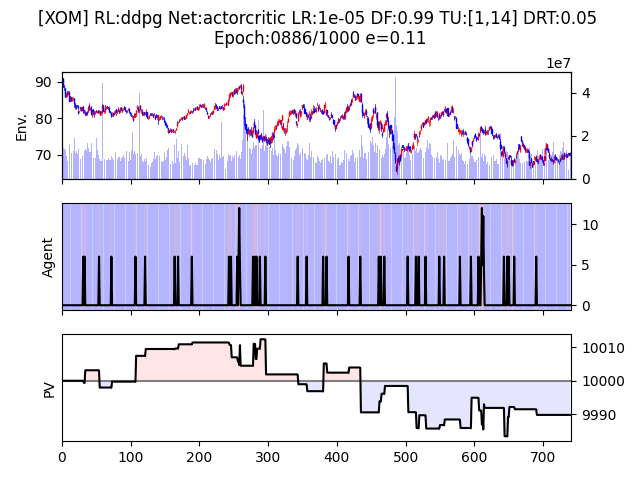 [XOM] RL:ddpg Net:actorcritic LR:1e-05 DF:0.99 TU:[1,14] DRT:0.05
Epoch:0886/1000 e=0.11
1e7
90
80
70
Env.
4
2
0
Agent
10
5
0
PV
10010
10000
9990
0 100 200 300 400 500 600 700